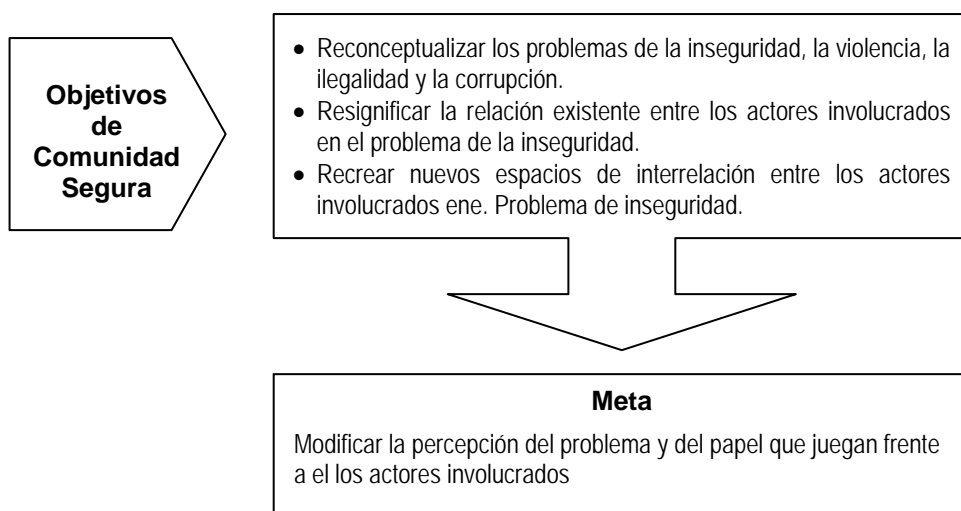 Objetivos
de
Comunidad
Segura
• Reconceptualizar los problemas de la inseguridad, la violencia, la
ilegalidad y la corrupción.
• Resignificar la relación existente entre los actores involucrados
en el problema de la inseguridad.
• Recrear nuevos espacios de interrelación entre los actores
involucrados ene. Problema de inseguridad.
Meta
Modificar la percepción del problema y del papel que juegan frente
a el los actores involucrados